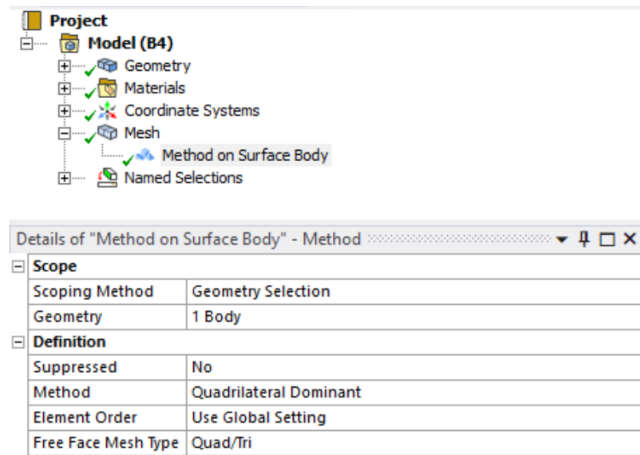 Project
Model (B4)
Geometry
Materials
Coordinate Systems
Mesh
Method on Surface Body
Named Selections
Details of "Method on Surface Body" - Method
Scope
Scoping Method Geometry Selection
Geometry 1 Body
Definition
Suppressed No
Method Quadrilateral Dominant
Element Order Use Global Setting
Free Face Mesh Type Quad/Tri